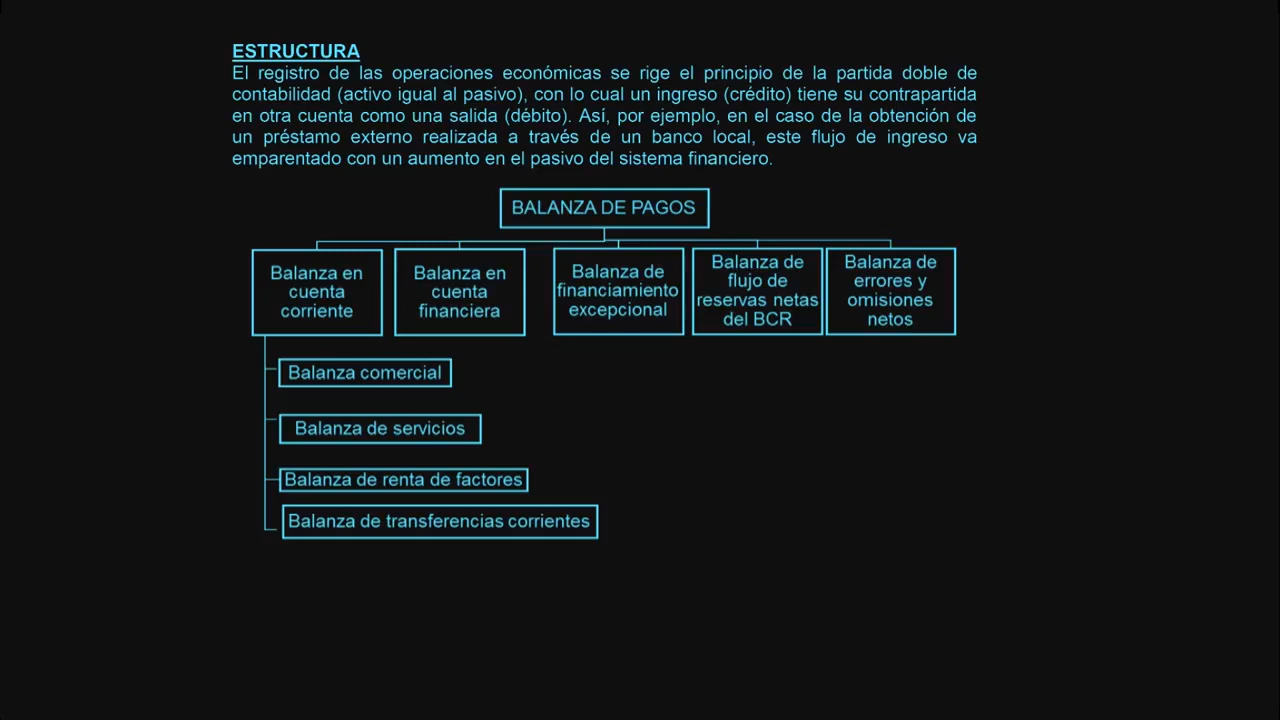 ESTRUCTURA
El registro de las operaciones económicas se rige el principio de la partida doble de
contabilidad (activo igual al pasivo), con lo cual un ingreso (crédito) tiene su contrapartida
en otra cuenta como una salida (débito). Así, por ejemplo, en el caso de la obtención de
un préstamo externo realizada a través de un banco local, este flujo de ingreso va
emparentado con un aumento en el pasivo del sistema financiero.
BALANZA DE PAGOS
Balanza en
cuenta
corriente
Balanza en
cuenta
financiera
Balanza de
financiamiento
excepcional
Balanza de
flujo de
reservas netas
del BCR
Balanza de
errores y
omisiones
netos
Balanza comercial
Balanza de servicios
Balanza de renta de factores
Balanza de transferencias corrientes